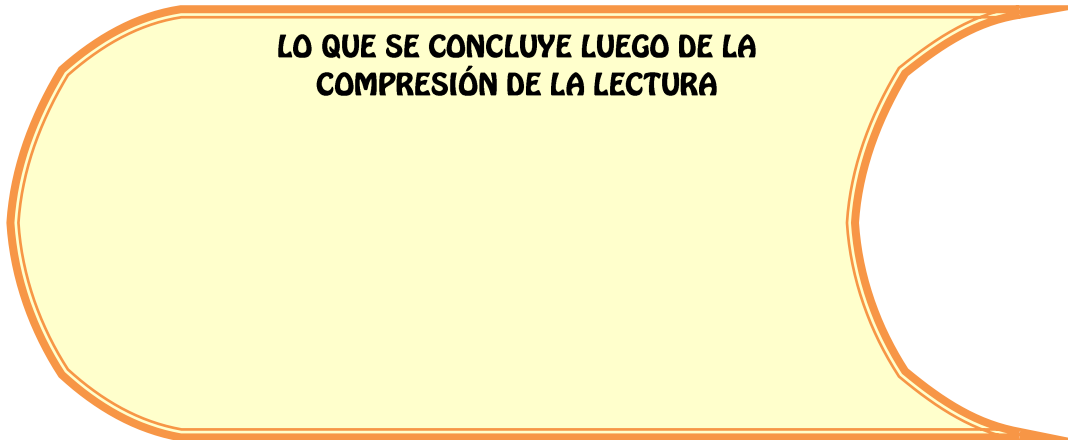 LO QUE SE CONCLUYE LUEGO DE LA
COMPRESIÓN DE LA LECTURA